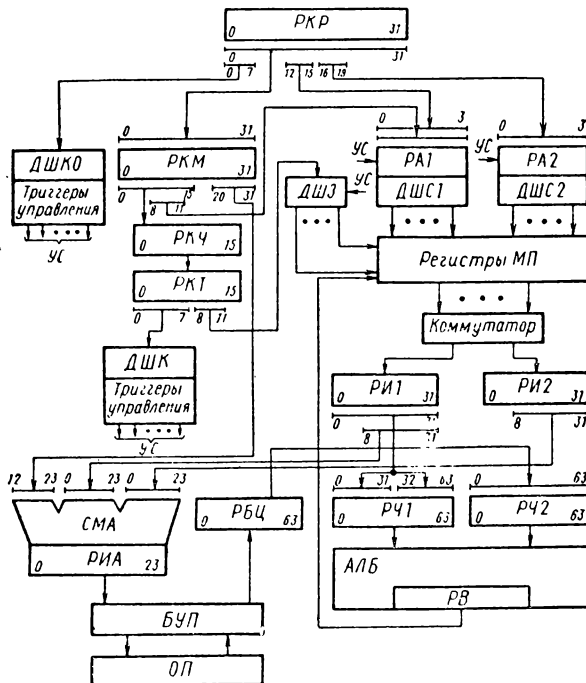 РКР
0 31
0 31
0 7
12 15 16 19
0 31
0 3
0 3
ДШКО
Триггеры
управления
УС
РКМ
0 31
УС
РА1
ДШС1
УС
РА2
ДШС2
0 15
8 11
20 31
ДШЗ
УС
РКЧ
0 15
РКТ
0 15
Регистры МП
0 7 8 11
Коммутатор
ДШК
Триггеры
управления
УС
РИ1
0 31
РИ2
0 31
0
8
8 31
12 23 0 23 0 23
0 31 32 63
0 63
СМА
РИА
0 23
РБЦ
0 63
РЧ1
0 63
РЧ2
0 63
АЛБ
РВ
БУП
ОП